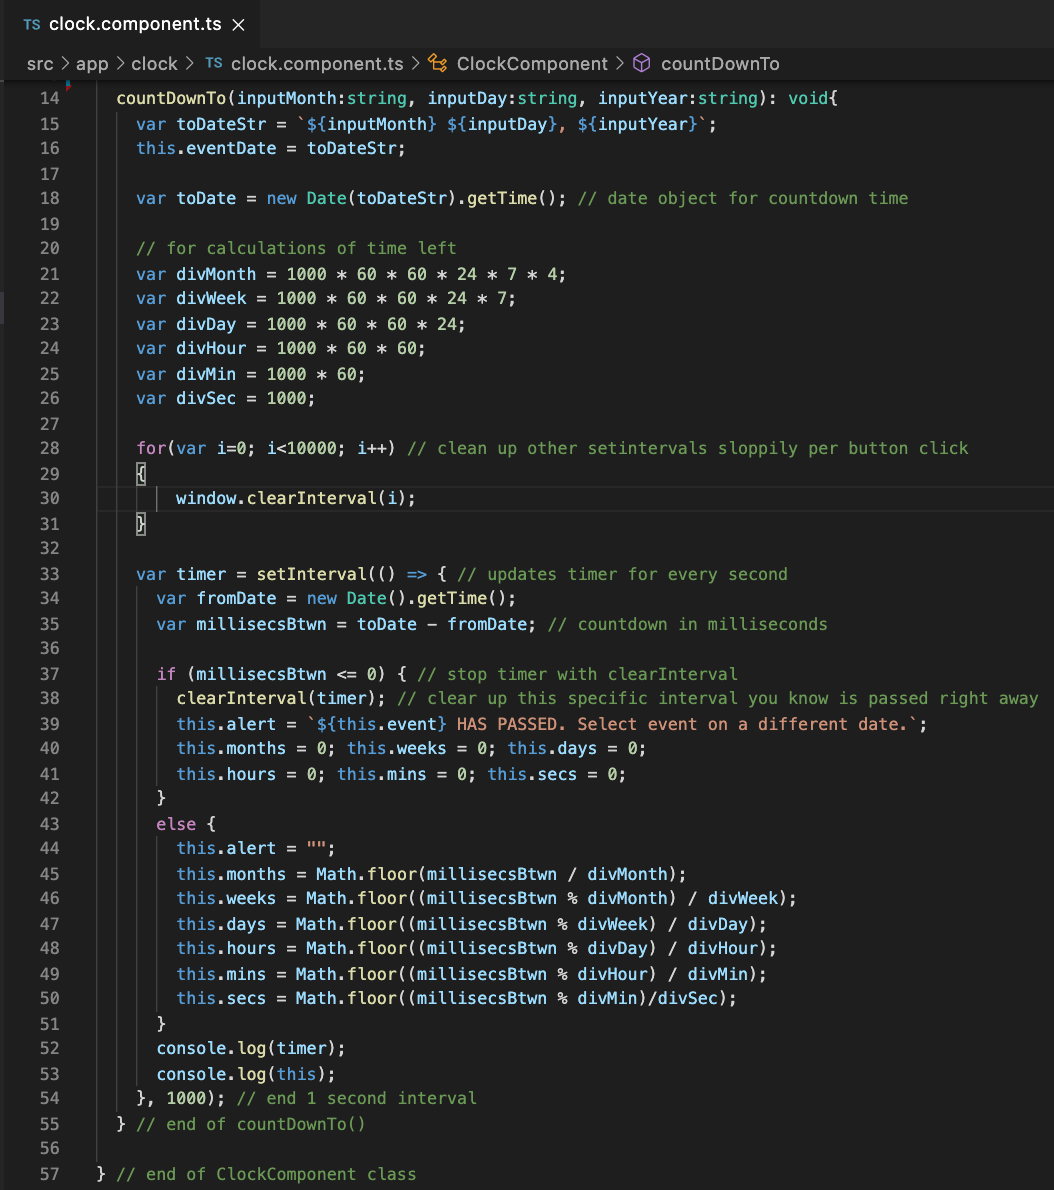 TS clock.component.ts ×
src > app > clock > TS clock.component.ts > ClockComponent > countDownTo
14 countDownTo(inputMonth:string, inputDay:string, inputYear:string): void{
15 var toDateStr = `${inputMonth} ${inputDay}, ${inputYear}`;
16 this.eventDate = toDateStr;
17
18 var toDate = new Date(toDateStr).getTime(); // date object for countdown time
19
20 // for calculations of time left
21 var divMonth = 1000 * 60 * 60 * 24 * 7 * 4;
22 var divWeek = 1000 * 60 * 60 * 24 * 7;
23 var divDay = 1000 * 60 * 60 * 24;
24 var divHour = 1000 * 60 * 60;
25 var divMin = 1000 * 60;
26 var divSec = 1000;
27
28 for(var i=0; i<10000; i++) // clean up other setintervals sloppily per button click
29 {
30 window.clearInterval(i);
31 }
32
33 var timer = setInterval(() => { // updates timer for every second
34 var fromDate = new Date().getTime();
35 var millisecsBtwn = toDate - fromDate; // countdown in milliseconds
36
37 if (millisecsBtwn <= 0) { // stop timer with clearInterval
38 clearInterval(timer); // clear up this specific interval you know is passed right away
39 this.alert = `${this.event} HAS PASSED. Select event on a different date.`;
40 this.months = 0; this.weeks = 0; this.days = 0;
41 this.hours = 0; this.mins = 0; this.secs = 0;
42 }
43 else {
44 this.alert = "";
45 this.months = Math.floor(millisecsBtwn / divMonth);
46 this.weeks = Math.floor((millisecsBtwn % divMonth) / divWeek);
47 this.days = Math.floor((millisecsBtwn % divWeek) / divDay);
48 this.hours = Math.floor((millisecsBtwn % divDay) / divHour);
49 this.mins = Math.floor((millisecsBtwn % divHour) / divMin);
50 this.secs = Math.floor((millisecsBtwn % divMin)/divSec);
51 }
52 console.log(timer);
53 console.log(this);
54 }, 1000); // end 1 second interval
55 } // end of countDownTo()
56
57 } // end of ClockComponent class